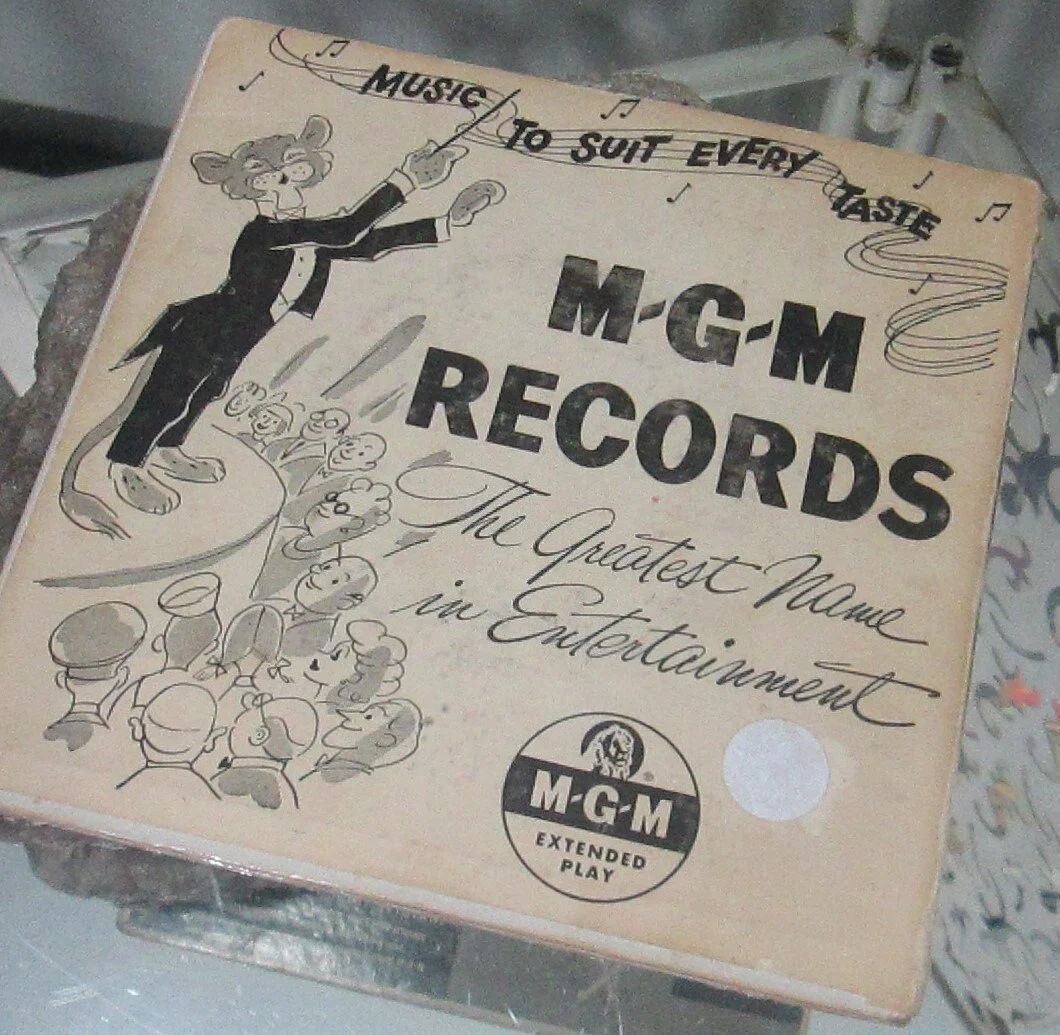 MUSIC TO SUIT EVERY TASTE
M-G-M
RECORDS
The Greatest Name
in Entertainment
M-G-M
EXTENDED
PLAY